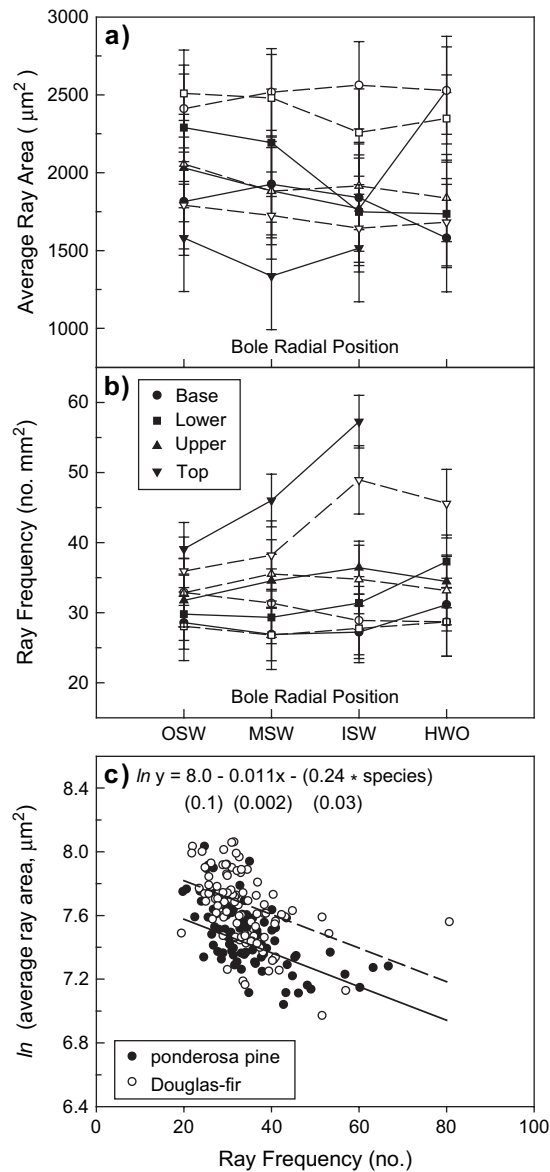 a)
3000
2500
2000
1500
1000
Average Ray Area ( μm²)
Bole Radial Position
b)
Base
Lower
Upper
Top
60
50
40
30
20
Ray Frequency (no. mm²)
Bole Radial Position
OSW MSW ISW HWO
c)
ln y = 8.0 - 0.011x - (0.24 * species)
(0.1) (0.002) (0.03)
8.4
8.0
7.6
7.2
6.8
6.4
ln (average ray area, μm²)
ponderosa pine
Douglas-fir
0 20 40 60 80 100
Ray Frequency (no.)